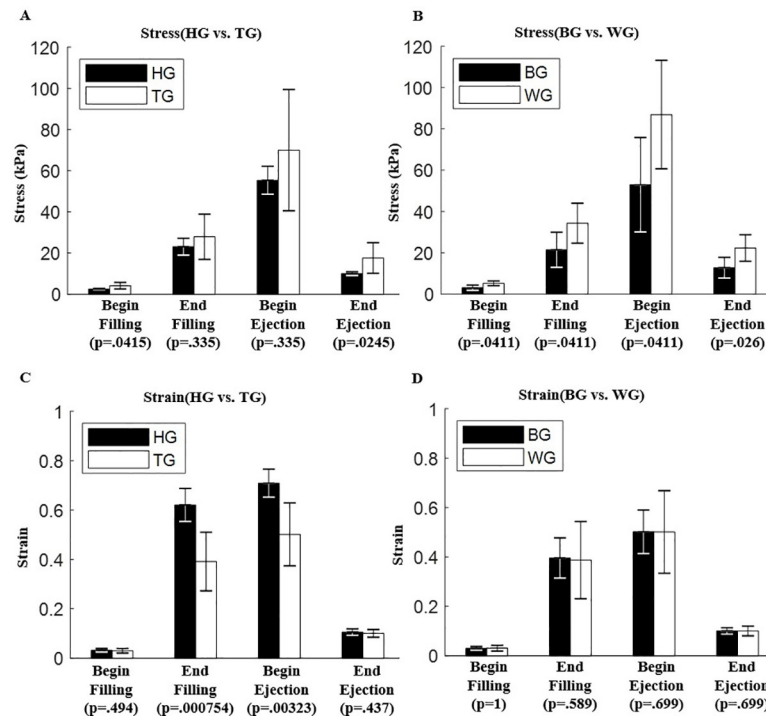 A
Stress(HG vs. TG)
120
100
80
60
40
20
0
Stress (kPa)
HG
TG
Begin
Filling
(p=.0415)
End
Filling
(p=.335)
Begin
Ejection
(p=.335)
End
Ejection
(p=.0245)
B
Stress(BG vs. WG)
120
100
80
60
40
20
0
Stress (kPa)
BG
WG
Begin
Filling
(p=.0411)
End
Filling
(p=.0411)
Begin
Ejection
(p=.0411)
End
Ejection
(p=.026)
C
Strain(HG vs. TG)
1
0.8
0.6
0.4
0.2
0
Strain
HG
TG
Begin
Filling
(p=.494)
End
Filling
(p=.000754)
Begin
Ejection
(p=.00323)
End
Ejection
(p=.437)
D
Strain(BG vs. WG)
1
0.8
0.6
0.4
0.2
0
Strain
BG
WG
Begin
Filling
(p=1)
End
Filling
(p=.589)
Begin
Ejection
(p=.699)
End
Ejection
(p=.699)